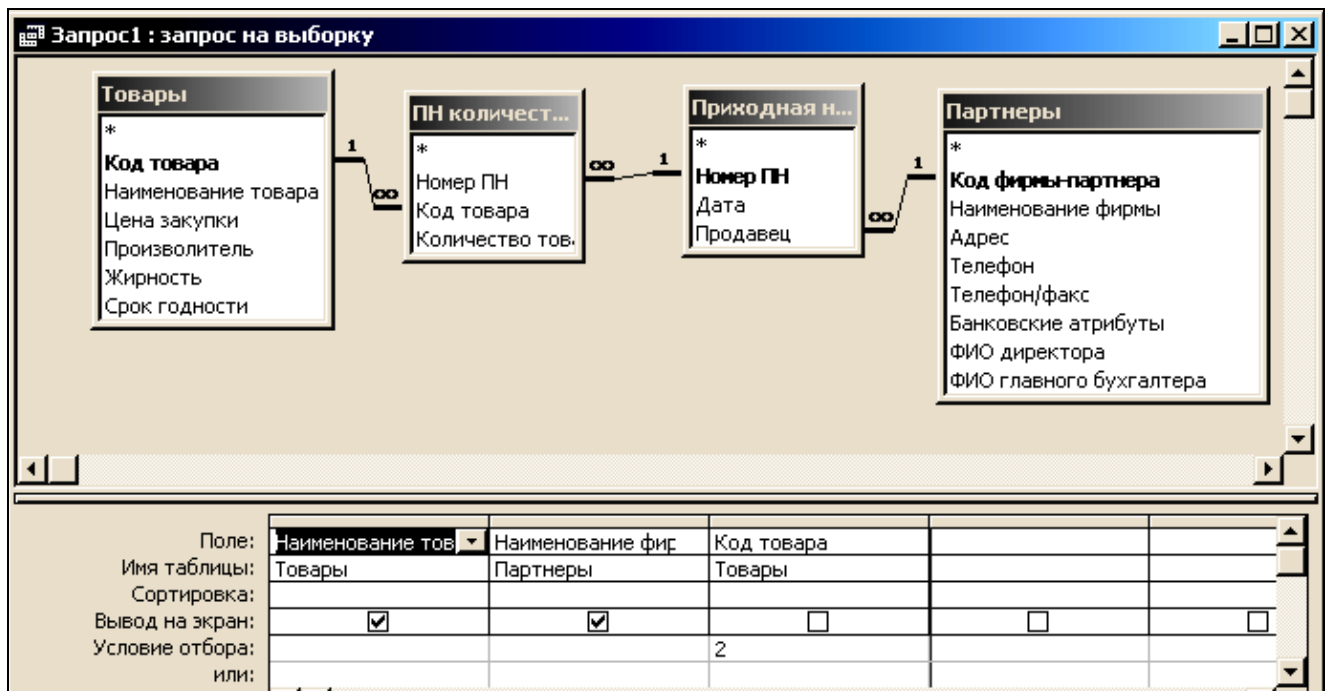 Запрос1 : запрос на выборку
Товары
*
Код товара
Наименование товара
Цена закупки
Произволитель
Жирность
Срок годности
1
∞
ПН количест...
*
Номер ПН
Код товара
Количество тов
∞
1
Приходная н...
*
Номер ПН
Дата
Продавец
∞
1
Партнеры
*
Код фирмы-партнера
Наименование фирмы
Адрес
Телефон
Телефон/факс
Банковские атрибуты
ФИО директора
ФИО главного бухгалтера
Поле: Наименование тов Наименование фир Код товара
Имя таблицы: Товары Партнеры Товары
Сортировка:
Вывод на экран:
Условие отбора: 2
или: